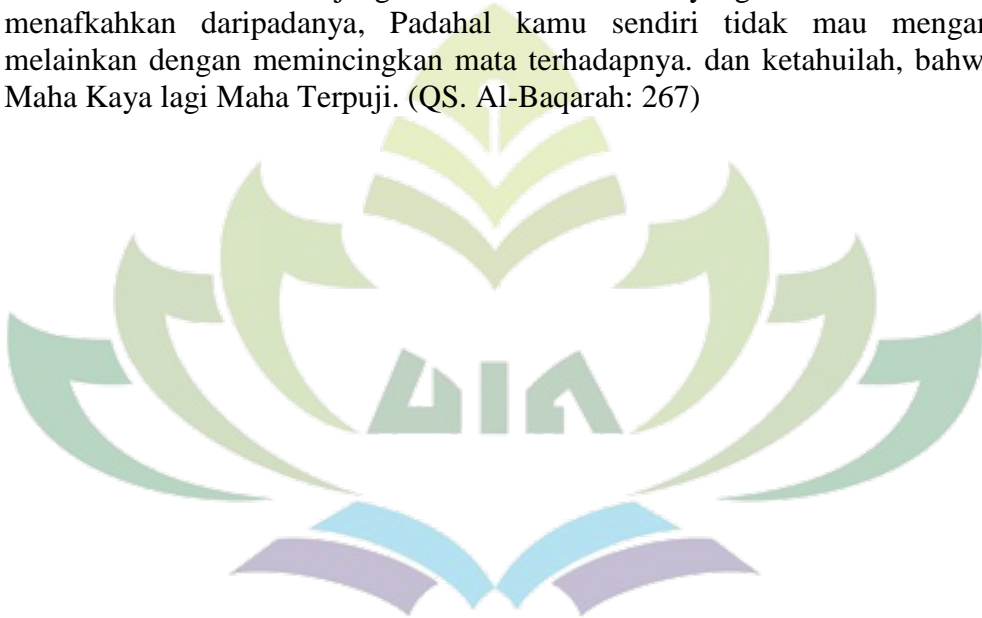 menafkahkan daripadanya, Padahal kamu sendiri tidak mau mengar
melainkan dengan memincingkan mata terhadapnya. dan ketahuilah, bahw
Maha Kaya lagi Maha Terpuji. (QS. Al-Baqarah: 267)
UIN